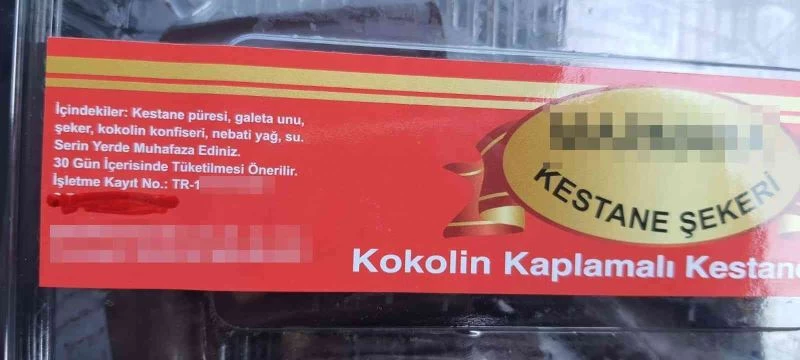 İçindekiler: Kestane püresi, galeta unu,
şeker, kokolin konfiseri, nebati yağ, su.
Serin Yerde Muhafaza Ediniz.
30 Gün İçerisinde Tüketilmesi Önerilir.
İşletme Kayıt No.: TR-1
KESTANE ŞEKERİ
Kokolin Kaplamalı Kestane